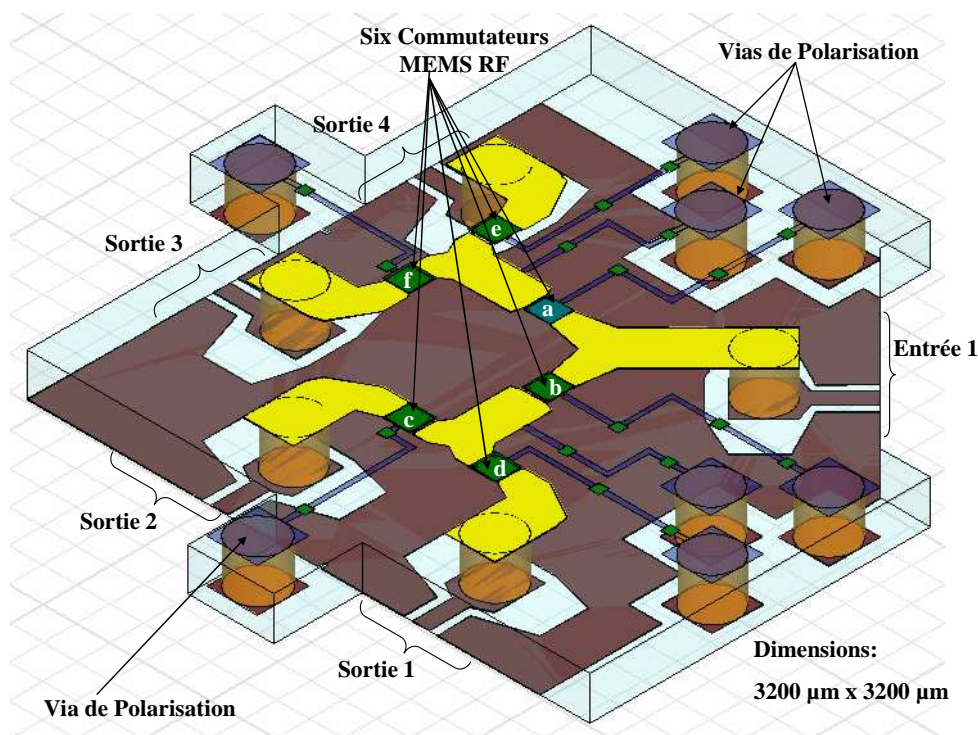 Six Commutateurs
MEMS RF
Vias de Polarisation
Sortie 4
Sortie 3
e
f
a
Entrée 1
b
c
d
Sortie 2
Sortie 1
Via de Polarisation
Dimensions:
3200 µm x 3200 µm